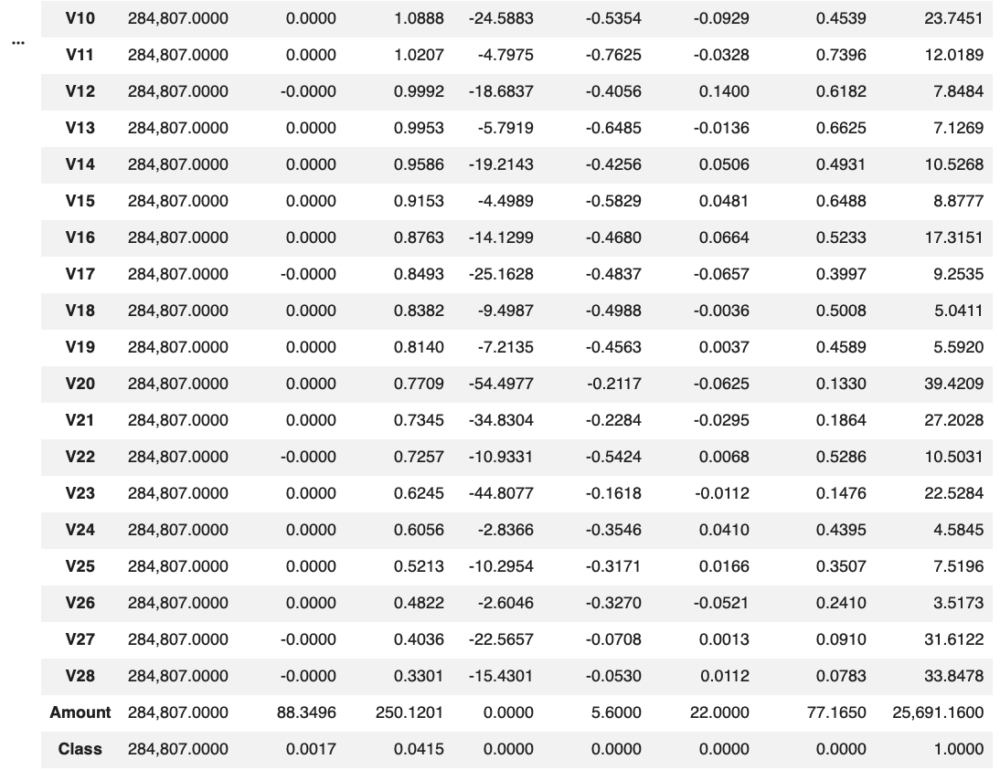 V10 284,807.0000 0.0000 1.0888 -24.5883 -0.5354 -0.0929 0.4539 23.7451
...
V11 284,807.0000 0.0000 1.0207 -4.7975 -0.7625 -0.0328 0.7396 12.0189
V12 284,807.0000 -0.0000 0.9992 -18.6837 -0.4056 0.1400 0.6182 7.8484
V13 284,807.0000 0.0000 0.9953 -5.7919 -0.6485 -0.0136 0.6625 7.1269
V14 284,807.0000 0.0000 0.9586 -19.2143 -0.4256 0.0506 0.4931 10.5268
V15 284,807.0000 0.0000 0.9153 -4.4989 -0.5829 0.0481 0.6488 8.8777
V16 284,807.0000 0.0000 0.8763 -14.1299 -0.4680 0.0664 0.5233 17.3151
V17 284,807.0000 -0.0000 0.8493 -25.1628 -0.4837 -0.0657 0.3997 9.2535
V18 284,807.0000 0.0000 0.8382 -9.4987 -0.4988 -0.0036 0.5008 5.0411
V19 284,807.0000 0.0000 0.8140 -7.2135 -0.4563 0.0037 0.4589 5.5920
V20 284,807.0000 0.0000 0.7709 -54.4977 -0.2117 -0.0625 0.1330 39.4209
V21 284,807.0000 0.0000 0.7345 -34.8304 -0.2284 -0.0295 0.1864 27.2028
V22 284,807.0000 -0.0000 0.7257 -10.9331 -0.5424 0.0068 0.5286 10.5031
V23 284,807.0000 0.0000 0.6245 -44.8077 -0.1618 -0.0112 0.1476 22.5284
V24 284,807.0000 0.0000 0.6056 -2.8366 -0.3546 0.0410 0.4395 4.5845
V25 284,807.0000 0.0000 0.5213 -10.2954 -0.3171 0.0166 0.3507 7.5196
V26 284,807.0000 0.0000 0.4822 -2.6046 -0.3270 -0.0521 0.2410 3.5173
V27 284,807.0000 -0.0000 0.4036 -22.5657 -0.0708 0.0013 0.0910 31.6122
V28 284,807.0000 -0.0000 0.3301 -15.4301 -0.0530 0.0112 0.0783 33.8478
Amount 284,807.0000 88.3496 250.1201 0.0000 5.6000 22.0000 77.1650 25,691.1600
Class 284,807.0000 0.0017 0.0415 0.0000 0.0000 0.0000 0.0000 1.0000